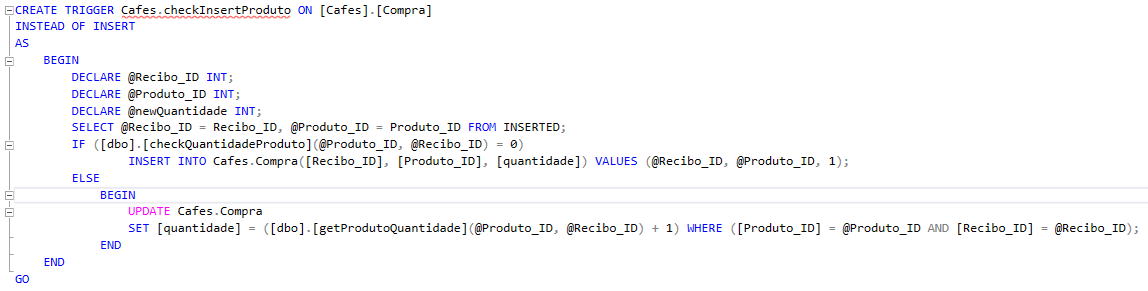 CREATE TRIGGER Cafes.checkInsertProduto ON [Cafes].[Compra]
INSTEAD OF INSERT
AS
BEGIN
DECLARE @Recibo_ID INT;
DECLARE @Produto_ID INT;
DECLARE @newQuantidade INT;
SELECT @Recibo_ID = Recibo_ID, @Produto_ID = Produto_ID FROM INSERTED;
IF ([dbo].[checkQuantidadeProduto](@Produto_ID, @Recibo_ID) = 0)
INSERT INTO Cafes.Compra([Recibo_ID], [Produto_ID], [quantidade]) VALUES (@Recibo_ID, @Produto_ID, 1);
ELSE
BEGIN
UPDATE Cafes.Compra
SET [quantidade] = ([dbo].[getProdutoQuantidade](@Produto_ID, @Recibo_ID) + 1) WHERE ([Produto_ID] = @Produto_ID AND [Recibo_ID] = @Recibo_ID);
END
END
GO